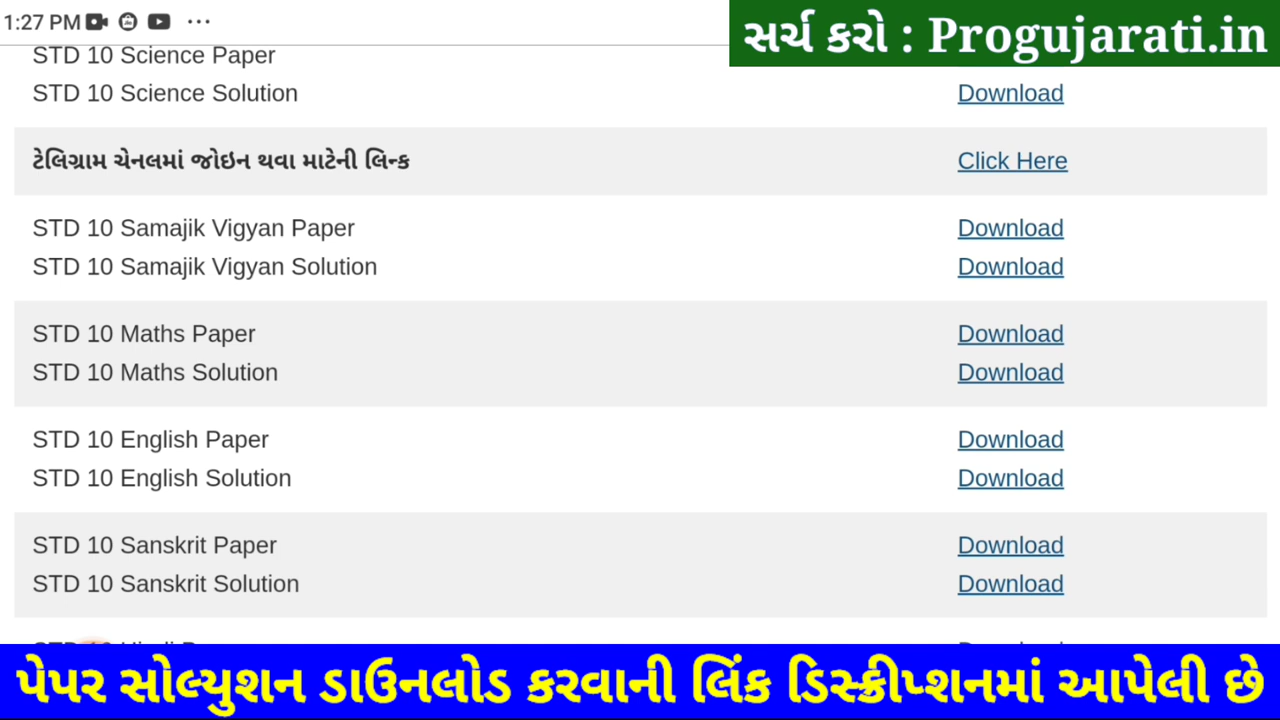 1:27 PM
સર્ચ કરો : Progujarati.in
STD 10 Science Paper
STD 10 Science Solution Download
ટેલિગ્રામ ચેનલમાં જોઇન થવા માટેની લિન્ક Click Here
STD 10 Samajik Vigyan Paper Download
STD 10 Samajik Vigyan Solution Download
STD 10 Maths Paper Download
STD 10 Maths Solution Download
STD 10 English Paper Download
STD 10 English Solution Download
STD 10 Sanskrit Paper Download
STD 10 Sanskrit Solution Download
પેપર સોલ્યુશન ડાઉનલોડ કરવાની લિંક ડિસ્ક્રીપ્શનમાં આપેલી છે